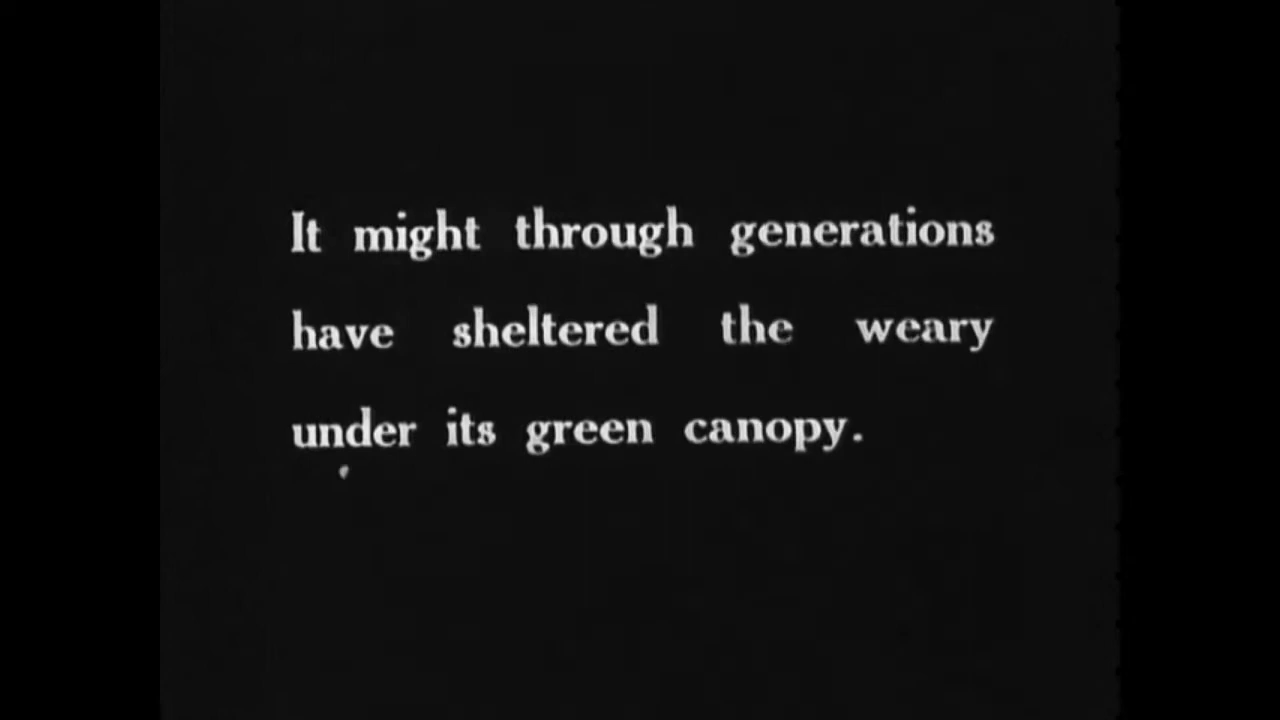 It might through generations
have sheltered the weary
under its green canopy.